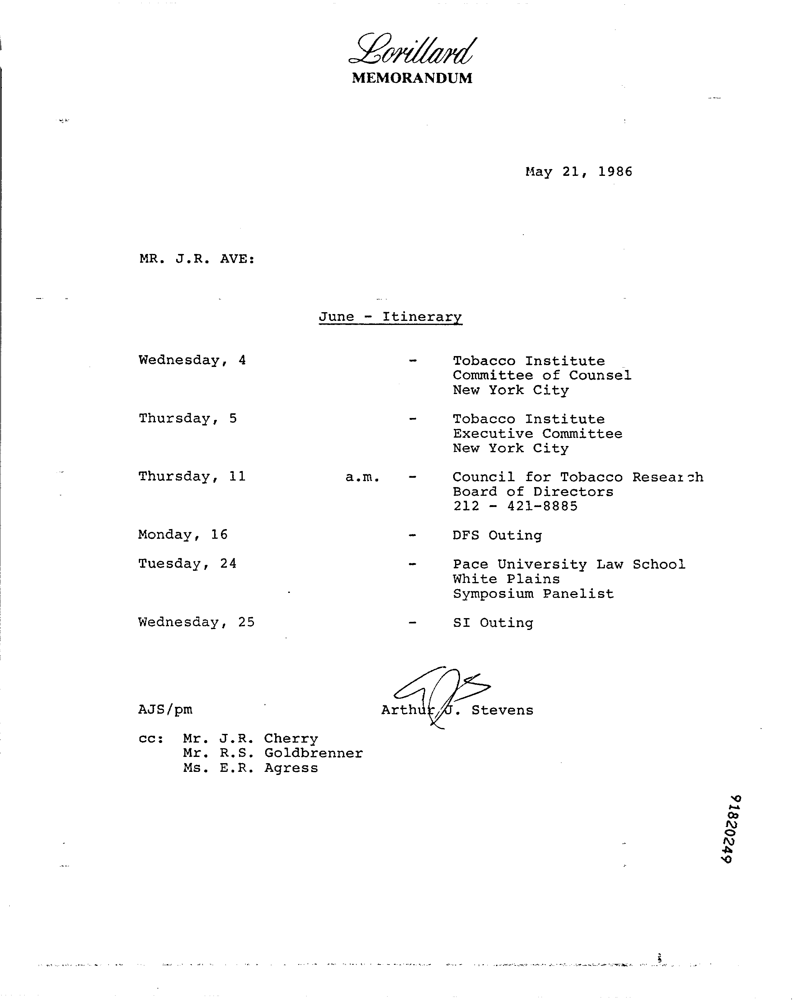 Lorillard
MEMORANDUM
May 21, 1986
MR. J.R. AVE:
June - Itinerary
Wednesday, 4 - Tobacco Institute
Committee of Counsel
New York City
Thursday, 5 - Tobacco Institute
Executive Committee
New York City
Thursday, 11 a.m. - Council for Tobacco Research
Board of Directors
212 - 421-8885
Monday, 16 - DFS Outing
Tuesday, 24 - Pace University Law School
White Plains
Symposium Panelist
Wednesday, 25 - SI Outing
AJS/pm Arthur J. Stevens
cc: Mr. J.R. Cherry
Mr. R.S. Goldbrenner
Ms. E.R. Agress
91820249